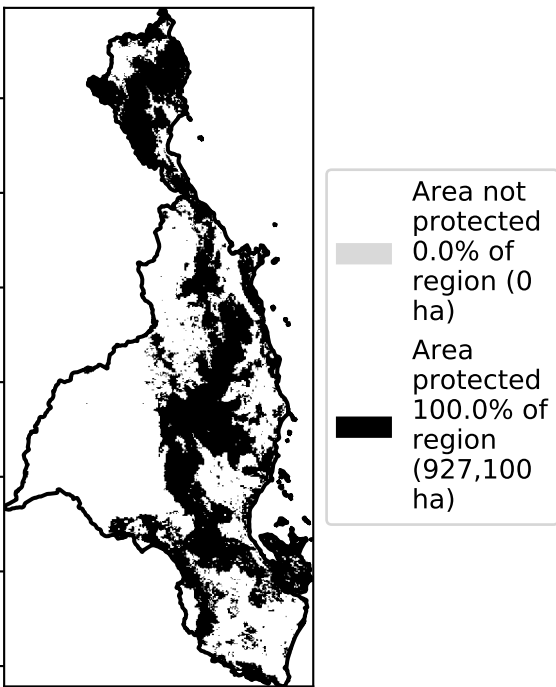 Area not
protected
0.0% of
region (0
ha)
Area
protected
100.0% of
region
(927,100
ha)